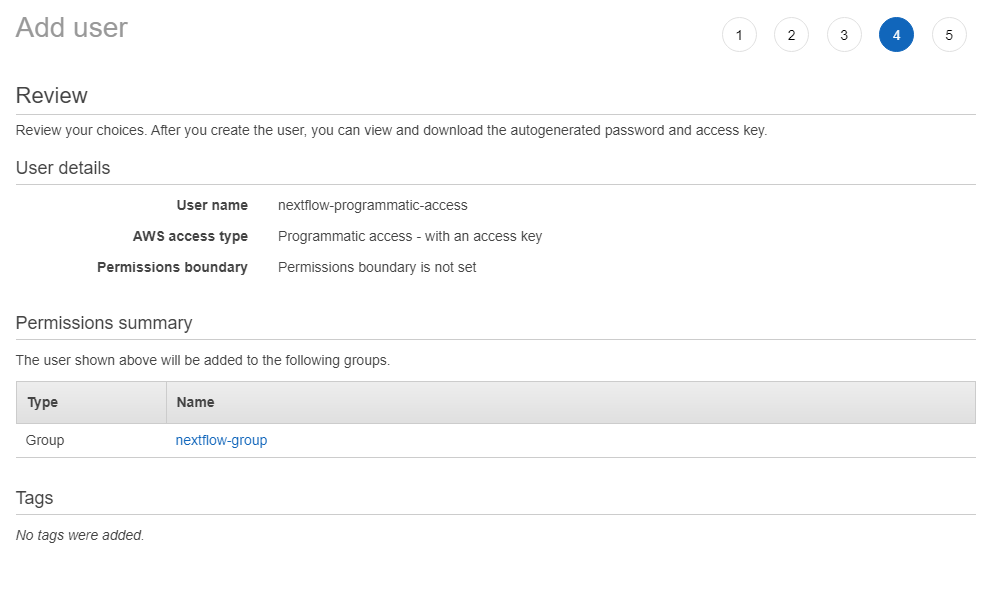 Add user
1 2 3 4 5
Review
Review your choices. After you create the user, you can view and download the autogenerated password and access key.
User details
User name nextflow-programmatic-access
AWS access type Programmatic access - with an access key
Permissions boundary Permissions boundary is not set
Permissions summary
The user shown above will be added to the following groups.
Type Name
Group nextflow-group
Tags
No tags were added.